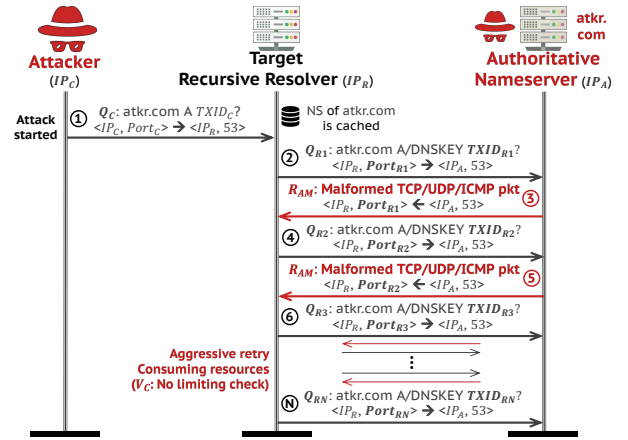 Attacker
(IP_C)
Target
Recursive Resolver (IP_R)
atkr.
com
Authoritative
Nameserver (IP_A)
Attack
started
① Q_C: atkr.com A TXID_C?
<IP_C, Port_C> ➔ <IP_R, 53>
NS of atkr.com
is cached
② Q_R1: atkr.com A/DNSKEY TXID_R1?
<IP_R, Port_R1> ➔ <IP_A, 53>
R_AM: Malformed TCP/UDP/ICMP pkt ③
<IP_R, Port_R1> ← <IP_A, 53>
④ Q_R2: atkr.com A/DNSKEY TXID_R2?
<IP_R, Port_R2> ➔ <IP_A, 53>
R_AM: Malformed TCP/UDP/ICMP pkt ⑤
<IP_R, Port_R2> ← <IP_A, 53>
⑥ Q_R3: atkr.com A/DNSKEY TXID_R3?
<IP_R, Port_R3> ➔ <IP_A, 53>
Aggressive retry
Consuming resources
(V_C: No limiting check)
⋮
Ⓝ Q_RN: atkr.com A/DNSKEY TXID_RN?
<IP_R, Port_RN> ➔ <IP_A, 53>